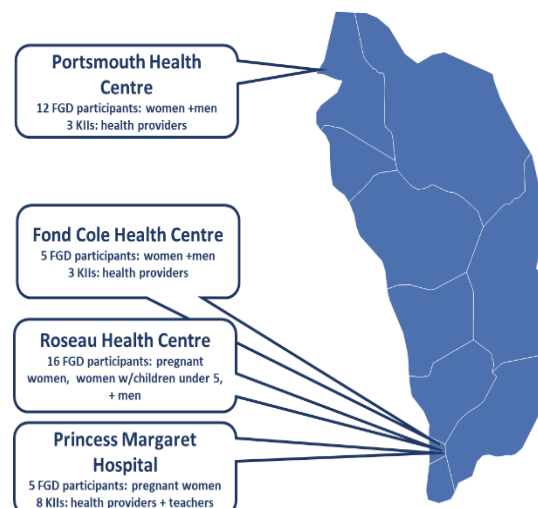 Portsmouth Health
Centre
12 FGD participants: women +men
3 KIIs: health providers
Fond Cole Health Centre
5 FGD participants: women +men
3 KIIs: health providers
Roseau Health Centre
16 FGD participants: pregnant
women, women w/children under 5,
+ men
Princess Margaret
Hospital
5 FGD participants: pregnant women
8 KIIs: health providers + teachers